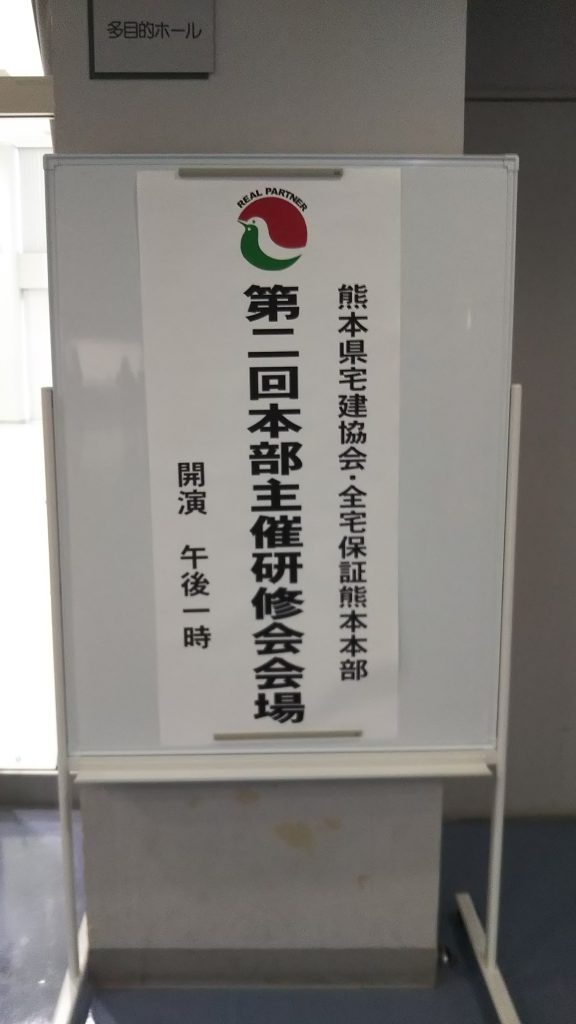 多目的ホール
REAL PARTNER
熊本県宅建協会・全宅保証熊本本部
第二回本部主催研修会会場
開演 午後一時